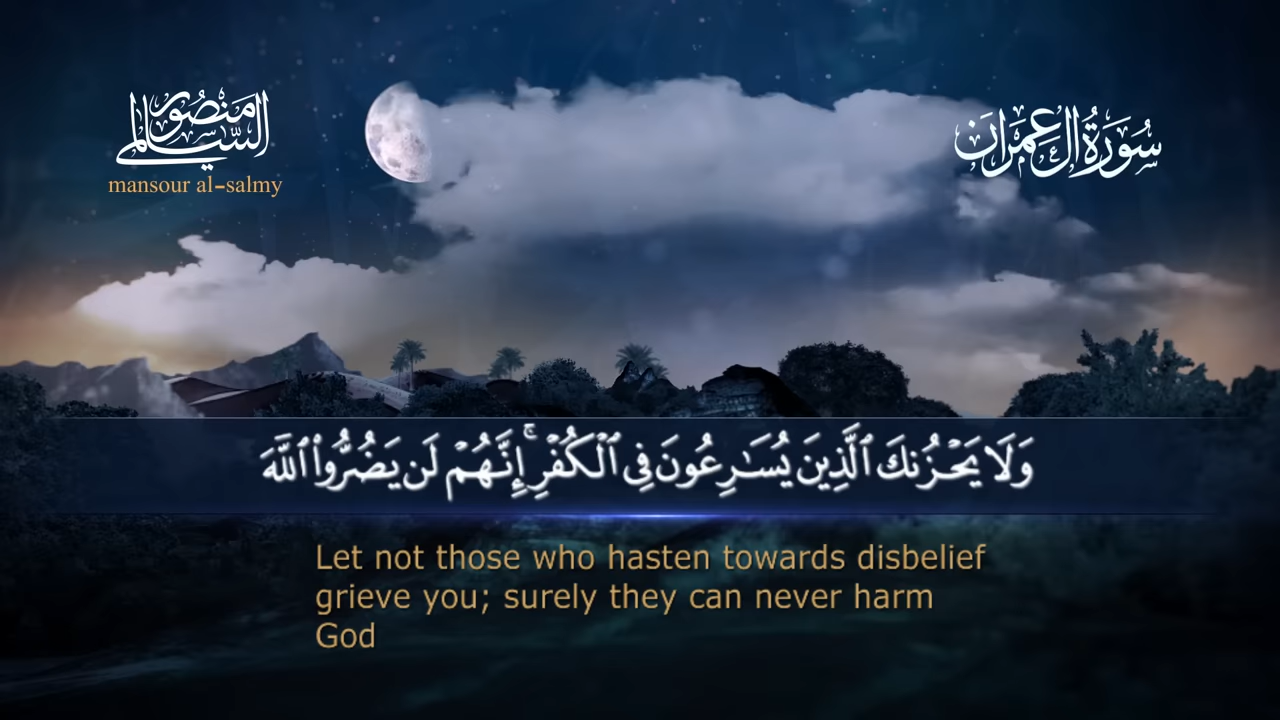 منصور
السالمي
mansour al-salmy
سُورَةُ آلِ عِمْرَانَ
وَلَا يَحْزُنكَ ٱلَّذِينَ يُسَٰرِعُونَ فِى ٱلْكُفْرِ ۚ إِنَّهُمْ لَن يَضُرُّوا۟ ٱللَّهَ
Let not those who hasten towards disbelief
grieve you; surely they can never harm
God